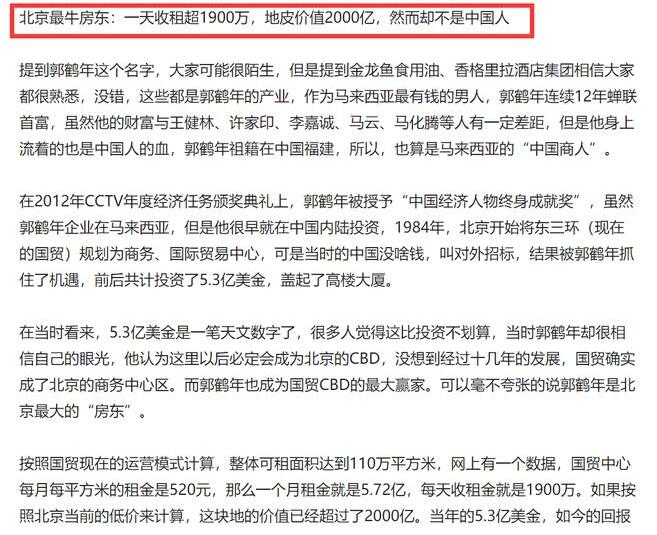 北京最牛房东：一天收租超1900万，地皮价值2000亿，然而却不是中国人
提到郭鹤年这个名字，大家可能很陌生，但是提到金龙鱼食用油、香格里拉酒店集团相信大家
都很熟悉，没错，这些都是郭鹤年的产业，作为马来西亚最有钱的男人，郭鹤年连续12年蝉联
首富，虽然他的财富与王健林、许家印、李嘉诚、马云、马化腾等人有一定差距，但是他身上
流着的也是中国人的血，郭鹤年祖籍在中国福建，所以，也算是马来西亚的“中国商人”。
在2012年CCTV年度经济任务颁奖典礼上，郭鹤年被授予“中国经济人物终身成就奖”，虽然
郭鹤年企业在马来西亚，但是他很早就在中国内陆投资，1984年，北京开始将东三环（现在
的国贸）规划为商务、国际贸易中心，可是当时的中国没啥钱，叫对外招标，结果被郭鹤年抓
住了机遇，前后共计投资了5.3亿美金，盖起了高楼大厦。
在当时看来，5.3亿美金是一笔天文数字了，很多人觉得这比投资不划算，当时郭鹤年却很相
信自己的眼光，他认为这里以后必定会成为北京的CBD，没想到经过十几年的发展，国贸确实
成了北京的商务中心区。而郭鹤年也成为国贸CBD的最大赢家。可以毫不夸张的说郭鹤年是北
京最大的“房东”。
按照国贸现在的运营模式计算，整体可租面积达到110万平方米，网上有一个数据，国贸中心
每月每平方米的租金是520元，那么一个月租金就是5.72亿，每天收租金就是1900万。如果按
照北京当前的低价来计算，这块地的价值已经超过了2000亿。当年的5.3亿美金，如今的回报